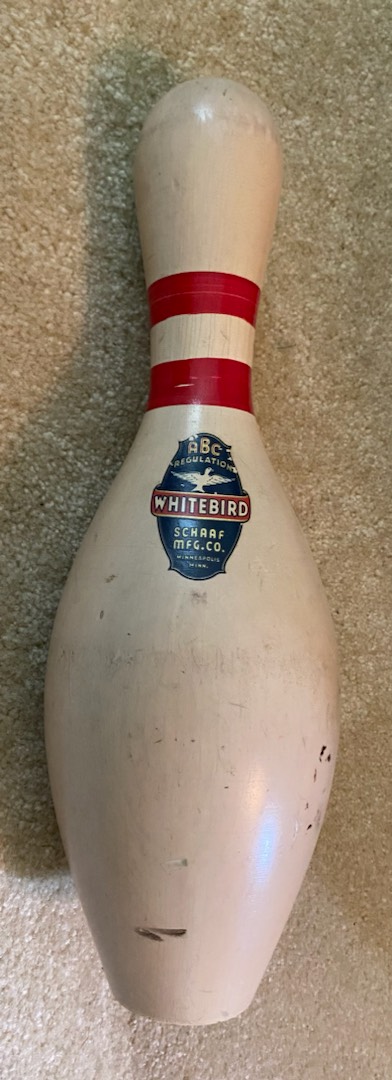 ABC
REGULATION
WHITEBIRD
SCHAAF
MFG.CO.
MINNEAPOLIS
MINN.